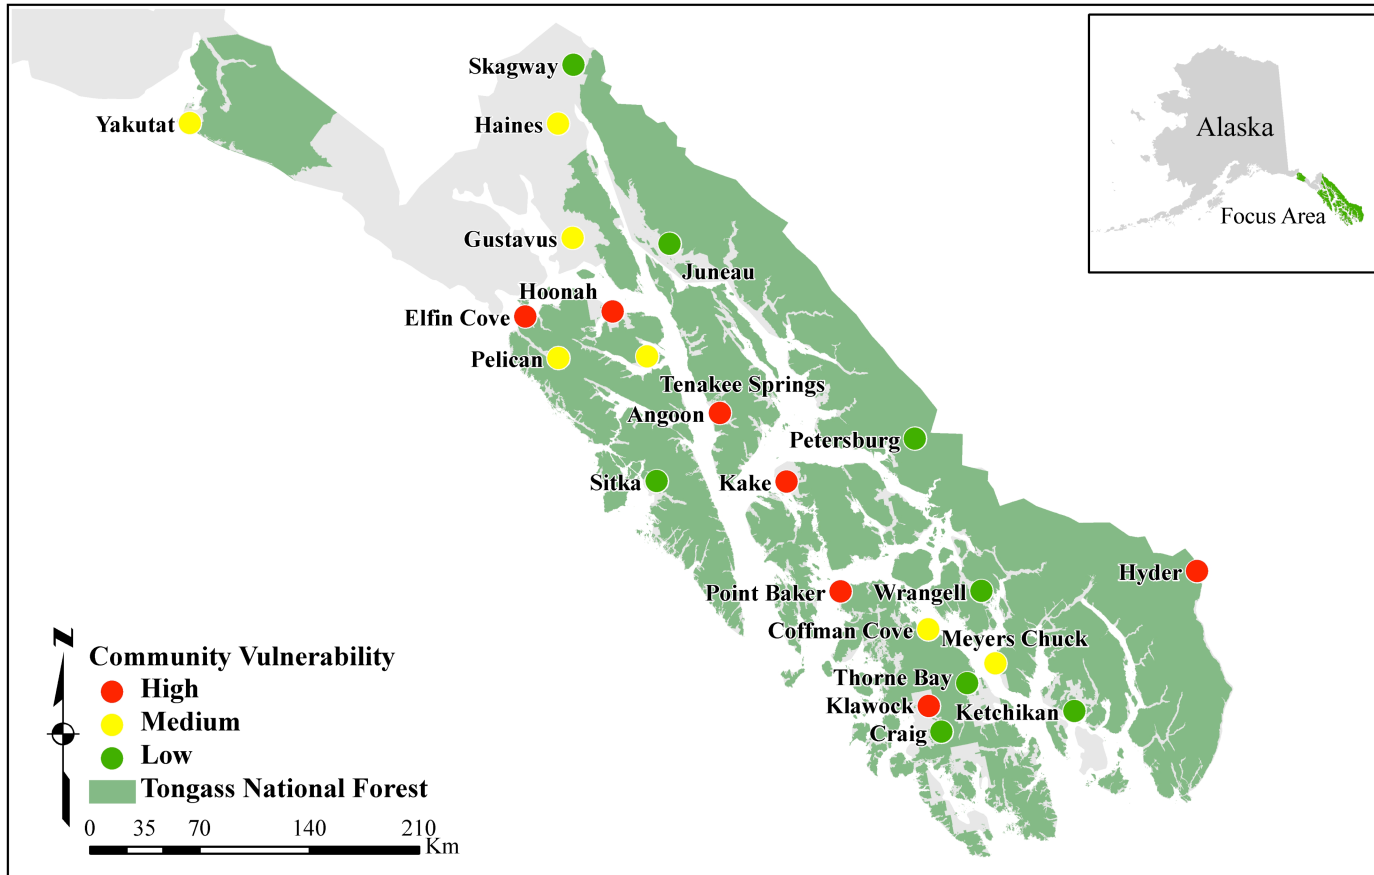 Skagway
Alaska
Yakutat
Haines
Focus Area
Gustavus
Juneau
Hoonah
Elfin Cove
Pelican
Tenakee Springs
Angoon
Petersburg
Sitka
Kake
Hyder
Point Baker
Wrangell
Coffman Cove
Meyers Chuck
Thorne Bay
Klawock
Ketchikan
Craig
N
Community Vulnerability
High
Medium
Low
Tongass National Forest
0 35 70 140 210
Km